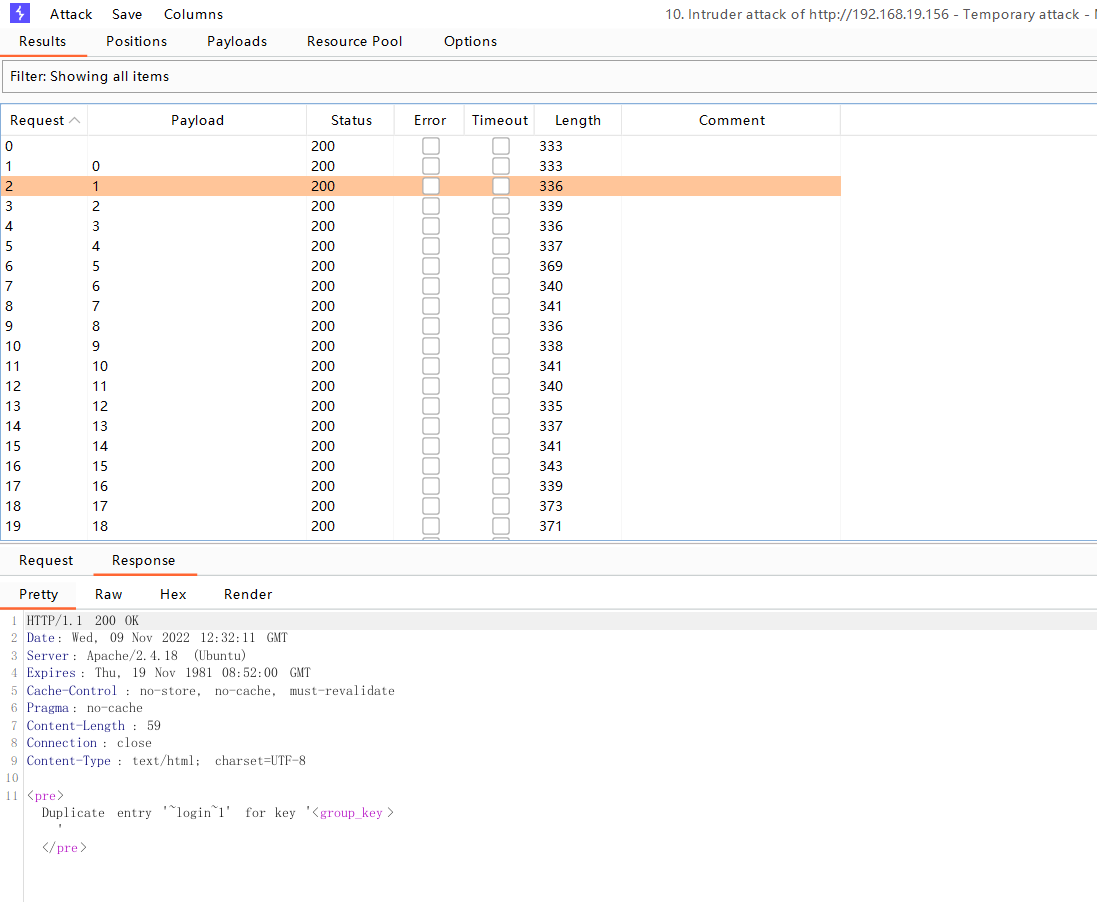 Attack Save Columns 10. Intruder attack of http://192.168.19.156 - Temporary attack -
Results Positions Payloads Resource Pool Options
Filter: Showing all items
Request Payload Status Error Timeout Length Comment
0 200 333
1 0 200 333
2 1 200 336
3 2 200 339
4 3 200 336
5 4 200 337
6 5 200 369
7 6 200 340
8 7 200 341
9 8 200 336
10 9 200 338
11 10 200 341
12 11 200 340
13 12 200 335
14 13 200 337
15 14 200 341
16 15 200 343
17 16 200 339
18 17 200 373
19 18 200 371
Request Response
Pretty Raw Hex Render
1 HTTP/1.1 200 OK
2 Date: Wed, 09 Nov 2022 12:32:11 GMT
3 Server: Apache/2.4.18 (Ubuntu)
4 Expires: Thu, 19 Nov 1981 08:52:00 GMT
5 Cache-Control : no-store, no-cache, must-revalidate
6 Pragma: no-cache
7 Content-Length : 59
8 Connection : close
9 Content-Type : text/html; charset=UTF-8
10
11 <pre>
Duplicate entry '~login~1' for key '<group_key>
'
</pre>